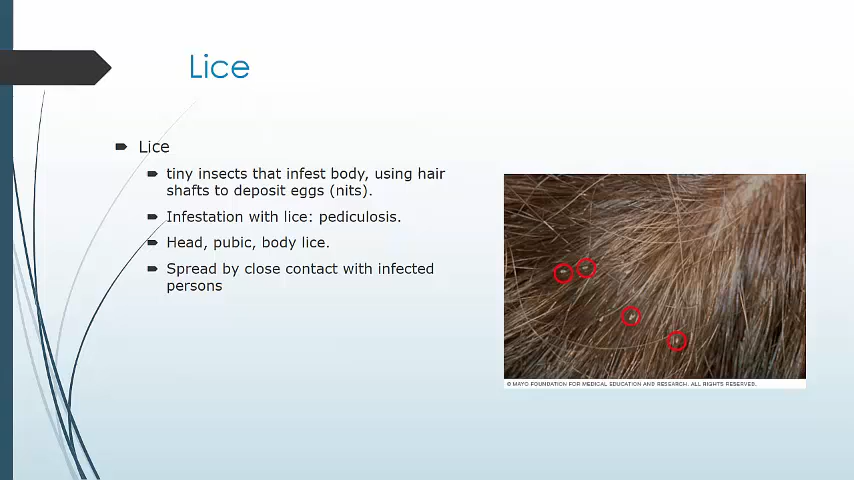 Lice
Lice
tiny insects that infest body, using hair
shafts to deposit eggs (nits).
Infestation with lice: pediculosis.
Head, pubic, body lice.
Spread by close contact with infected
persons
© MAYO FOUNDATION FOR MEDICAL EDUCATION AND RESEARCH. ALL RIGHTS RESERVED.